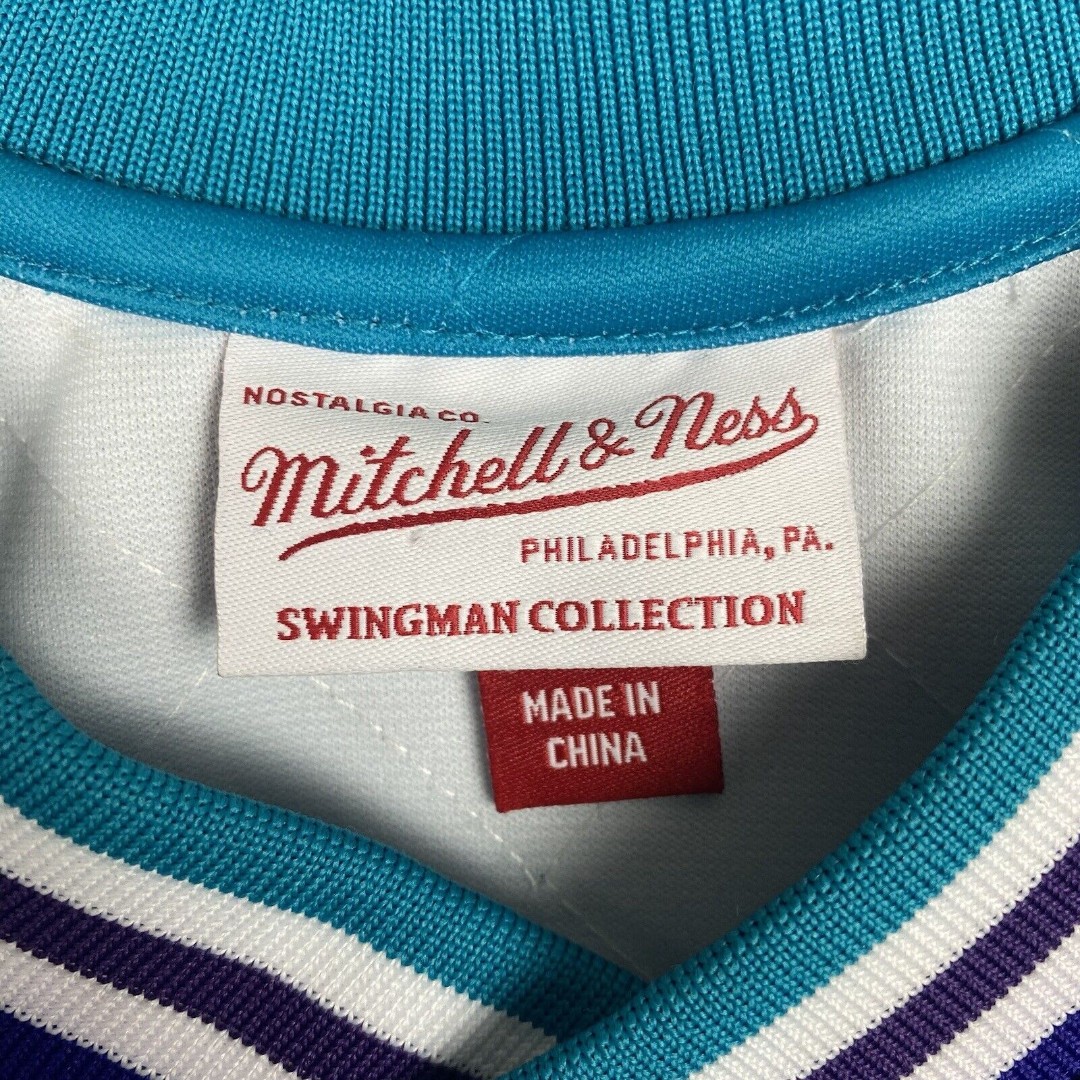 NOSTALGIA CO.
Mitchell & Ness
PHILADELPHIA, PA.
SWINGMAN COLLECTION
MADE IN
CHINA